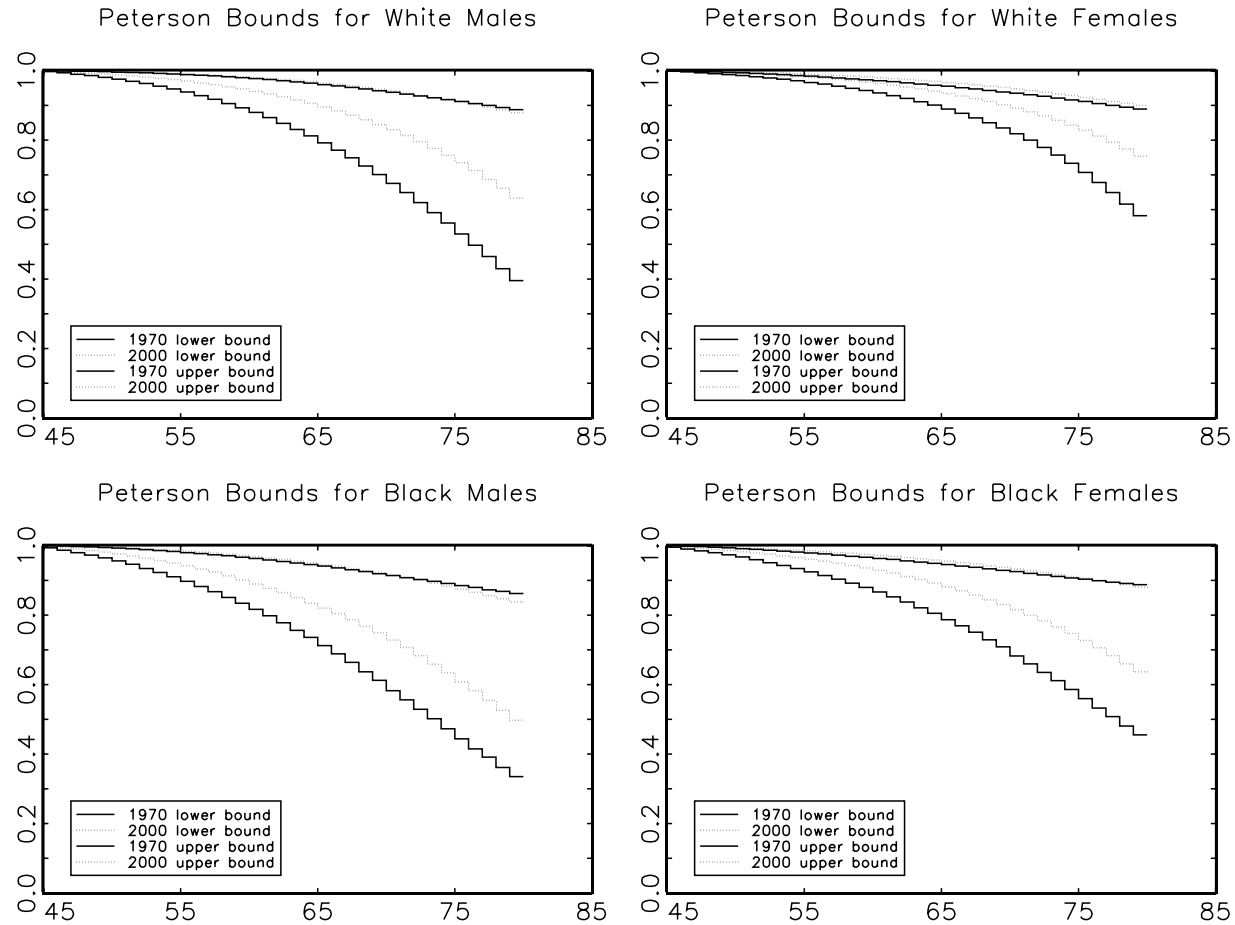 Peterson Bounds for White Males
1.0
0.8
0.6
0.4
0.2
0.0
1970 lower bound
2000 lower bound
1970 upper bound
2000 upper bound
45 55 65 75 85
Peterson Bounds for White Females
1.0
0.8
0.6
0.4
0.2
0.0
1970 lower bound
2000 lower bound
1970 upper bound
2000 upper bound
45 55 65 75 85
Peterson Bounds for Black Males
1.0
0.8
0.6
0.4
0.2
0.0
1970 lower bound
2000 lower bound
1970 upper bound
2000 upper bound
45 55 65 75 85
Peterson Bounds for Black Females
1.0
0.8
0.6
0.4
0.2
0.0
1970 lower bound
2000 lower bound
1970 upper bound
2000 upper bound
45 55 65 75 85